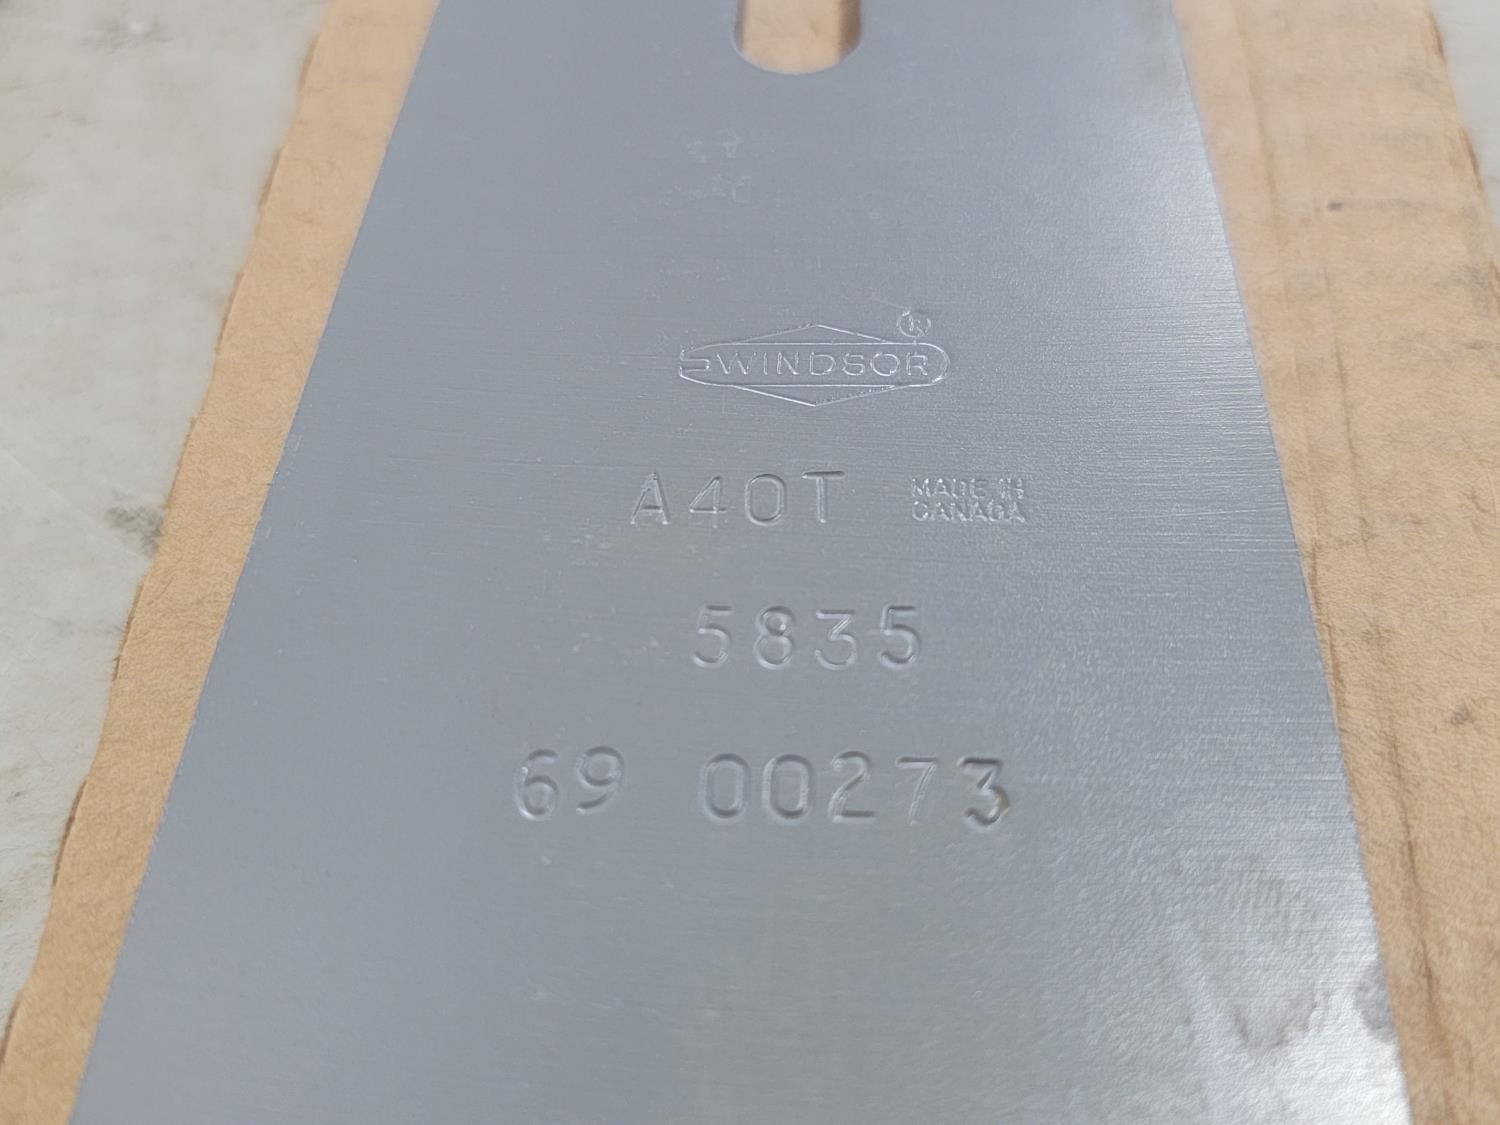 WINDSOR ®
A40T MADE IN
CANADA
5835
69 00273